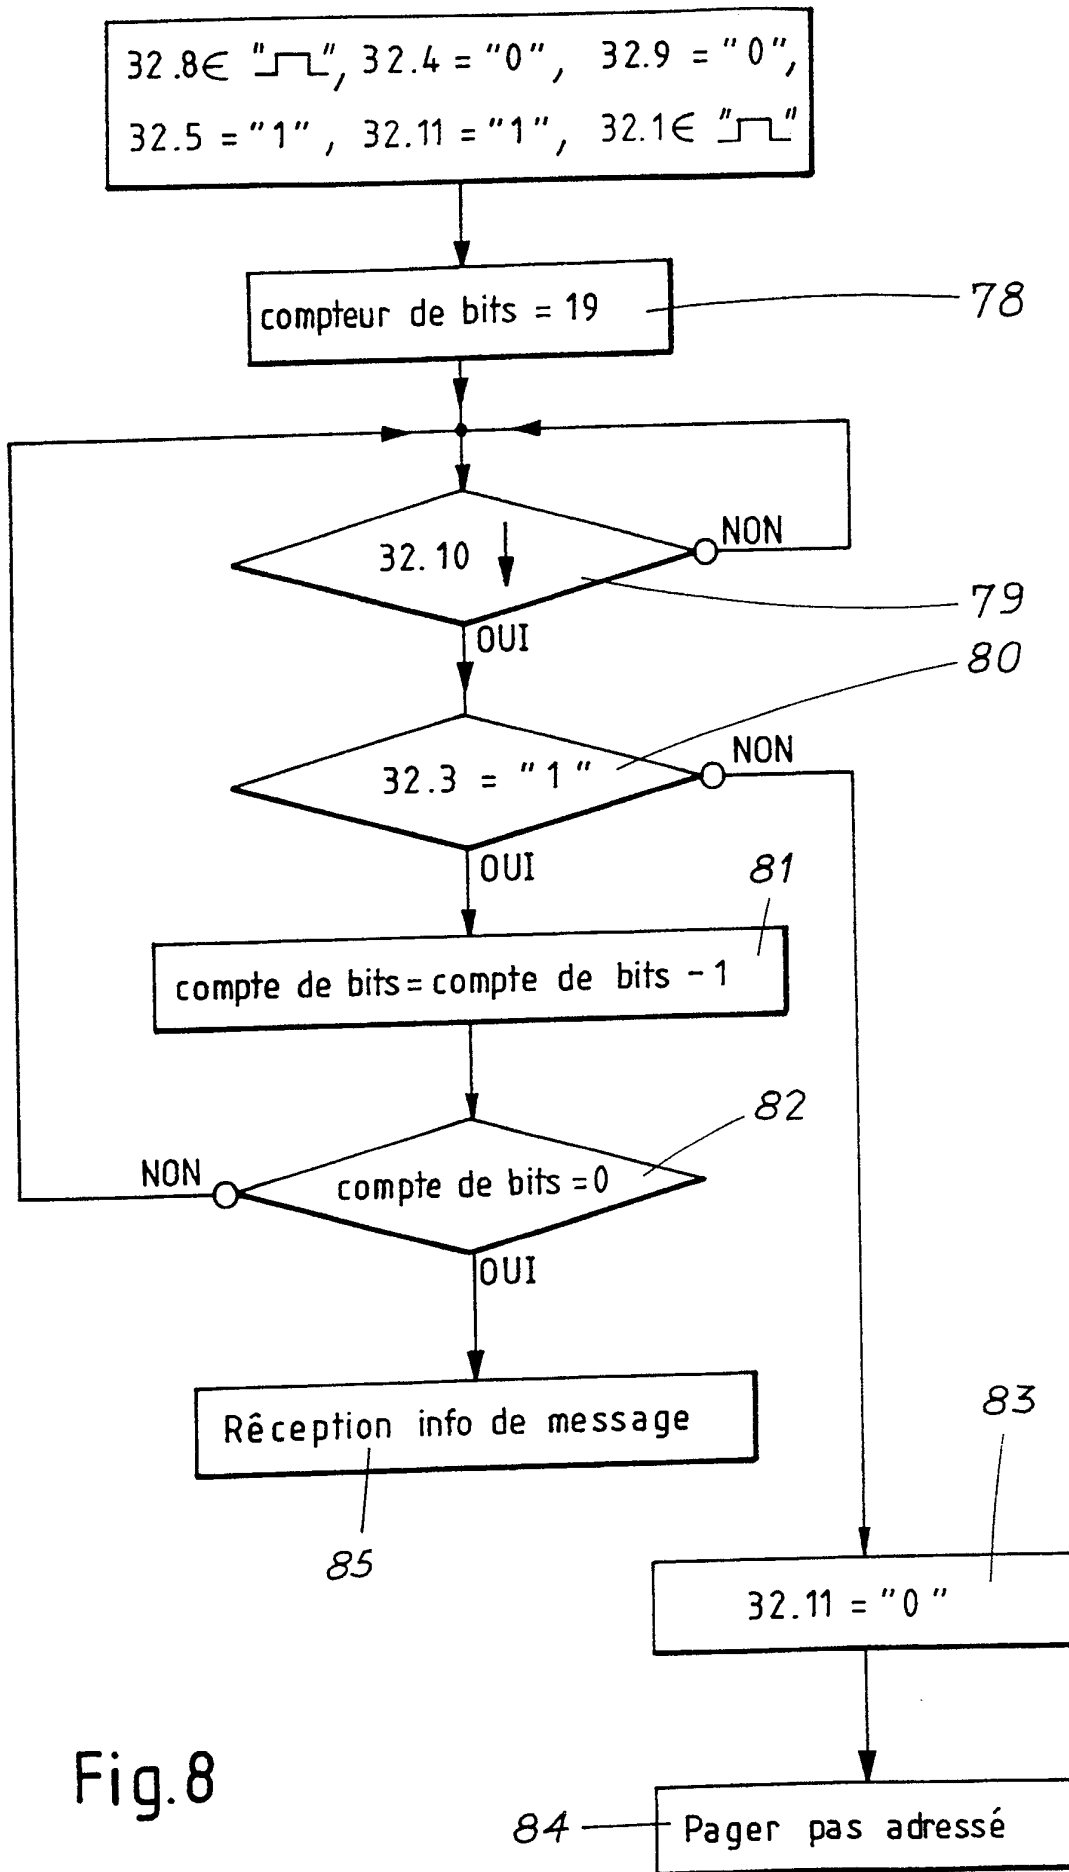 32.8∈ "⎍", 32.4 = "0", 32.9 = "0",
32.5 = "1", 32.11 = "1", 32.1∈ "⎍"
compteur de bits = 19
78
32.10 ↓
NON
79
OUI
80
32.3 = "1"
NON
OUI
81
compte de bits = compte de bits - 1
82
NON
compte de bits = 0
OUI
Rêception info de message
83
85
32.11 = "0"
Fig.8
84
Pager pas adressé